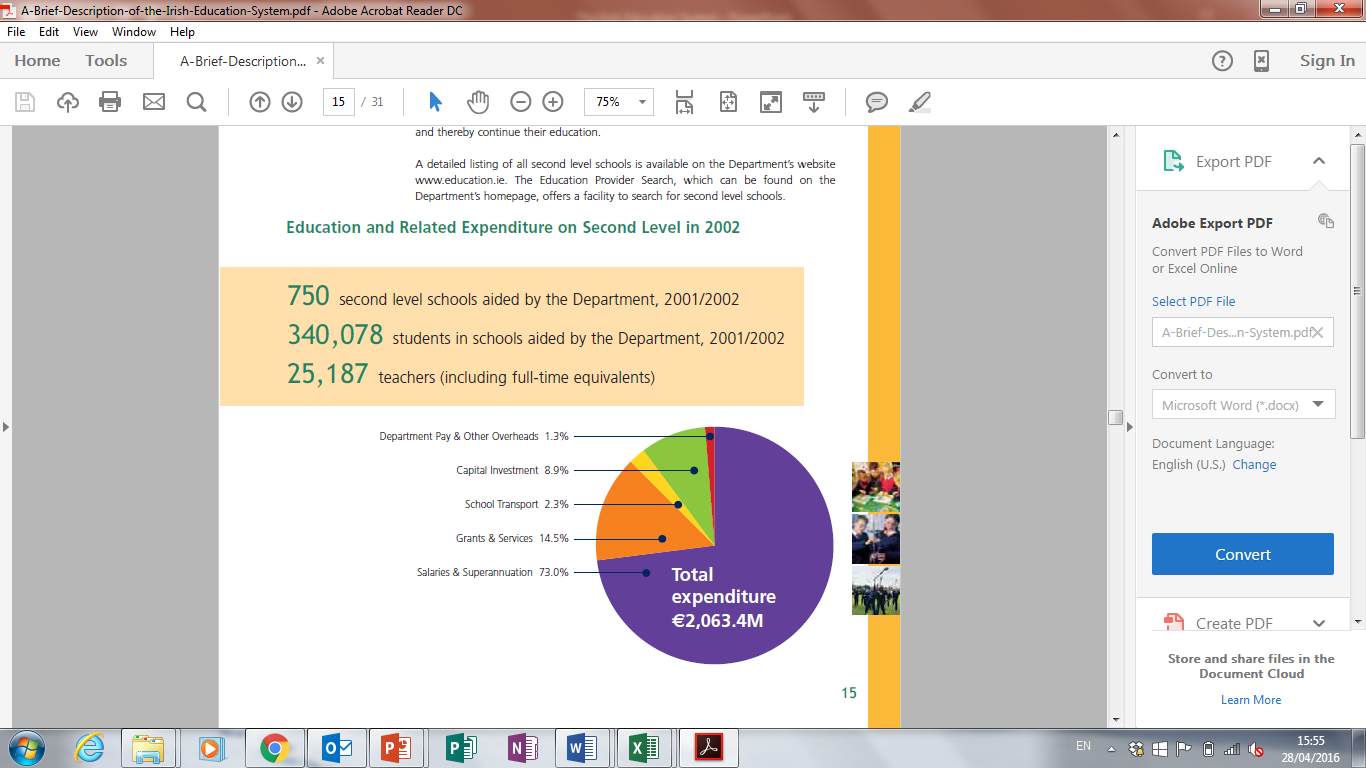 A-Brief-Description-of-the-Irish-Education-System.pdf - Adobe Acrobat Reader DC
File Edit View Window Help
Home Tools A-Brief-Description... × Sign In
15 / 31 75%
and thereby continue their education.
A detailed listing of all second level schools is available on the Department's website
www.education.ie. The Education Provider Search, which can be found on the
Department's homepage, offers a facility to search for second level schools.
Education and Related Expenditure on Second Level in 2002
750 second level schools aided by the Department, 2001/2002
340,078 students in schools aided by the Department, 2001/2002
25,187 teachers (including full-time equivalents)
Department Pay & Other Overheads 1.3%
Capital Investment 8.9%
School Transport 2.3%
Grants & Services 14.5%
Salaries & Superannuation 73.0%
Total
expenditure
€2,063.4M
15
Export PDF
Adobe Export PDF
Convert PDF Files to Word
or Excel Online
Select PDF File
A-Brief-Des...n-System.pdf
Convert to
Microsoft Word (*.docx)
Document Language:
English (U.S.) Change
Convert
Create PDF
Store and share files in the
Document Cloud
Learn More
EN 15:55
28/04/2016